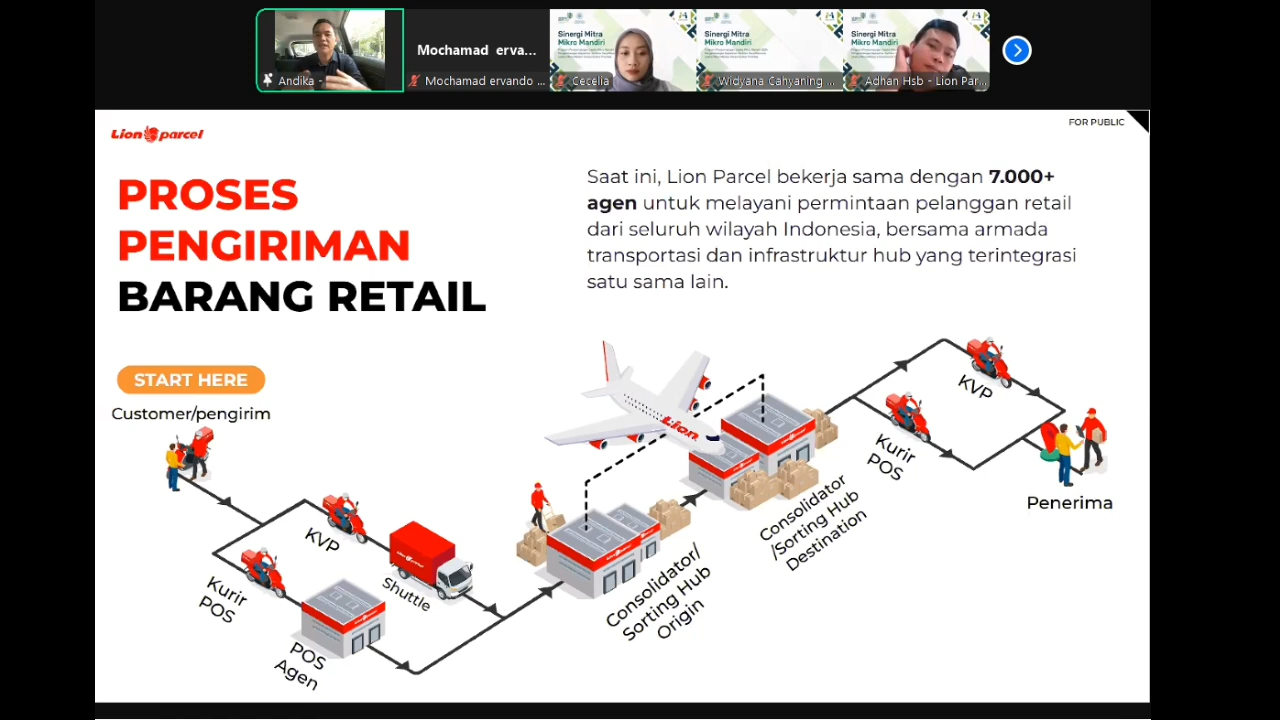 Mochamad erva...
Andika -
Mochamad ervando ...
Sinergi Mitra
Mikro Mandiri
Cecelia
Sinergi Mitra
Mikro Mandiri
Widyana Cahyaning ...
Sinergi Mitra
Mikro Mandiri
Adhan Hsb - Lion Par...
Lion parcel
FOR PUBLIC
PROSES
PENGIRIMAN
BARANG RETAIL
Saat ini, Lion Parcel bekerja sama dengan 7.000+
agen untuk melayani permintaan pelanggan retail
dari seluruh wilayah Indonesia, bersama armada
transportasi dan infrastruktur hub yang terintegrasi
satu sama lain.
START HERE
Customer/pengirim
KVP
Kurir
POS
Shuttle
POS
Agen
Consolidator/
Sorting Hub
Origin
Lion
Consolidator
/Sorting Hub
Destination
KVP
Kurir
POS
Penerima